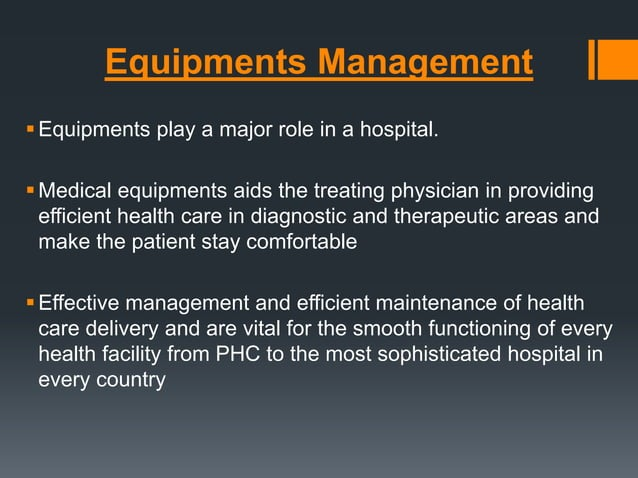 Equipments Management
▪Equipments play a major role in a hospital.
▪Medical equipments aids the treating physician in providing
efficient health care in diagnostic and therapeutic areas and
make the patient stay comfortable
▪Effective management and efficient maintenance of health
care delivery and are vital for the smooth functioning of every
health facility from PHC to the most sophisticated hospital in
every country